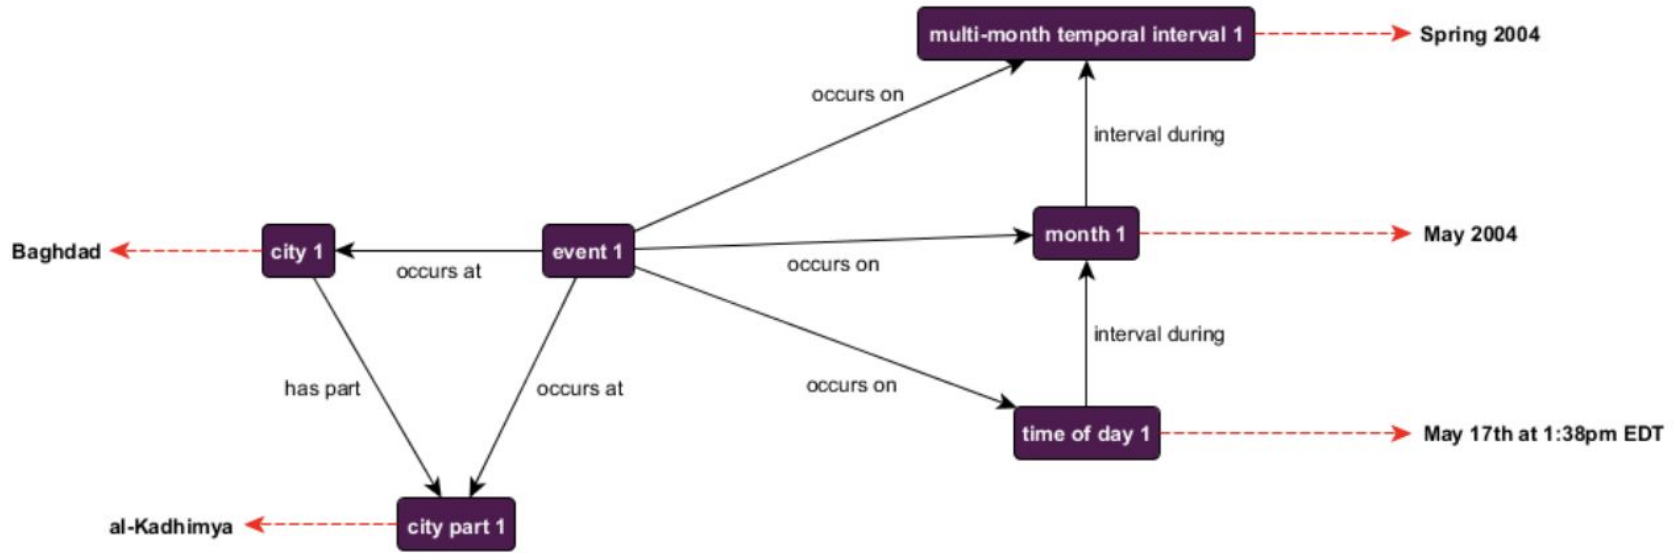 multi-month temporal interval 1
Spring 2004
occurs on
interval during
Baghdad
city 1
occurs at
event 1
occurs on
month 1
May 2004
interval during
has part
occurs at
occurs on
time of day 1
May 17th at 1:38pm EDT
al-Kadhimya
city part 1